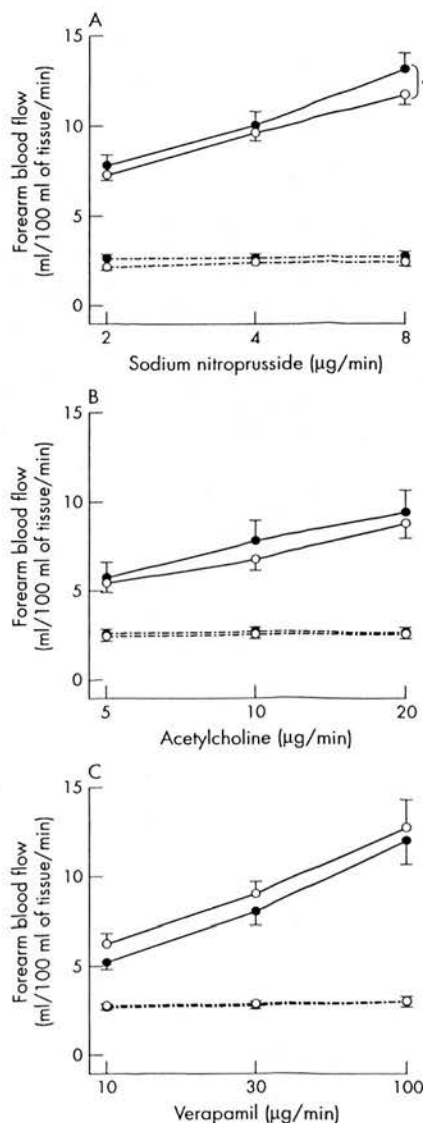 A
Forearm blood flow
(ml/100 ml of tissue/min)
15
10
5
0
2
4
8
Sodium nitroprusside (µg/min)
B
Forearm blood flow
(ml/100 ml of tissue/min)
15
10
5
0
5
10
20
Acetylcholine (µg/min)
C
Forearm blood flow
(ml/100 ml of tissue/min)
15
10
5
0
10
30
100
Verapamil (µg/min)